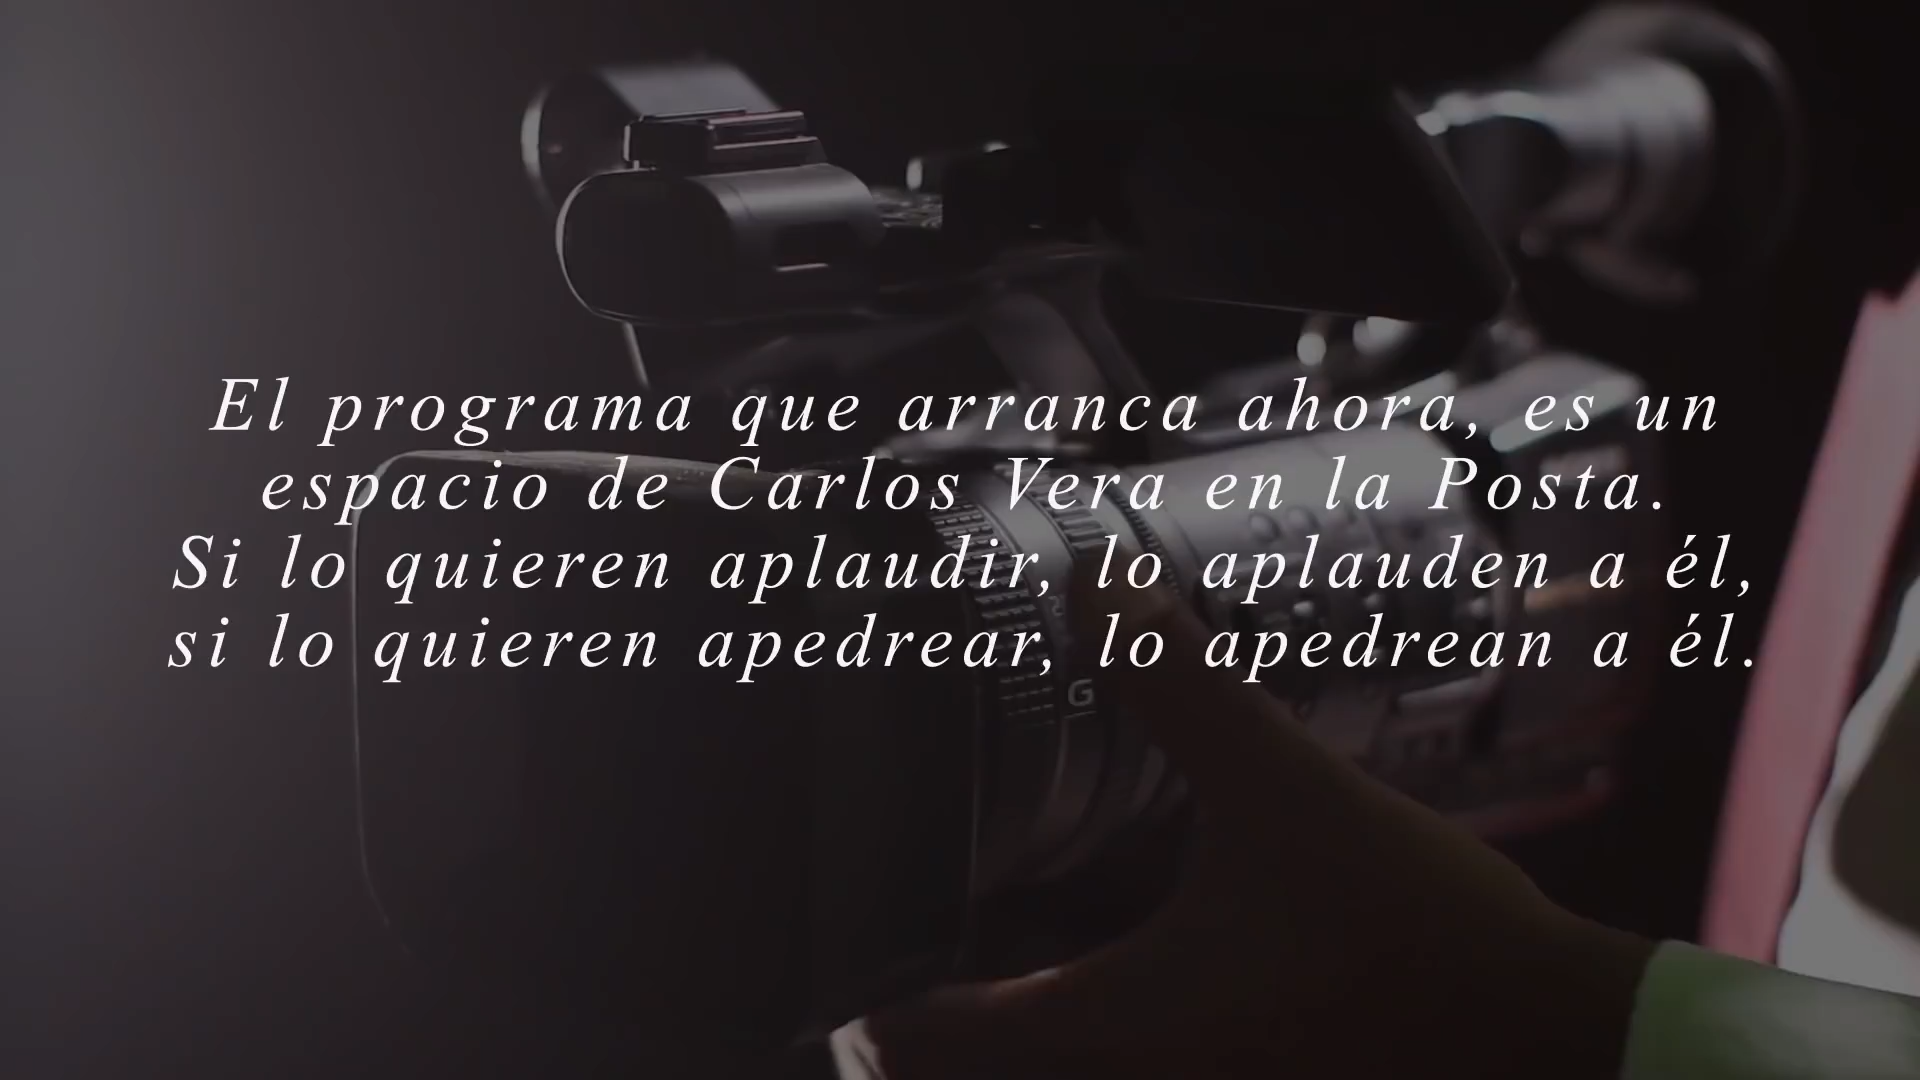 El programa que arranca ahora, es un
espacio de Carlos Vera en la Posta.
Si lo quieren aplaudir, lo aplauden a él,
si lo quieren apedrear, lo apedrean a él.
G